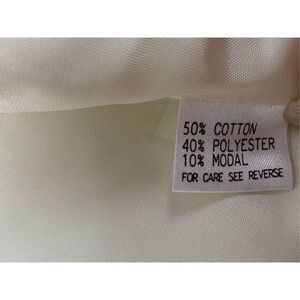 50% COTTON
40% POLYESTER
10% MODAL
FOR CARE SEE REVERSE